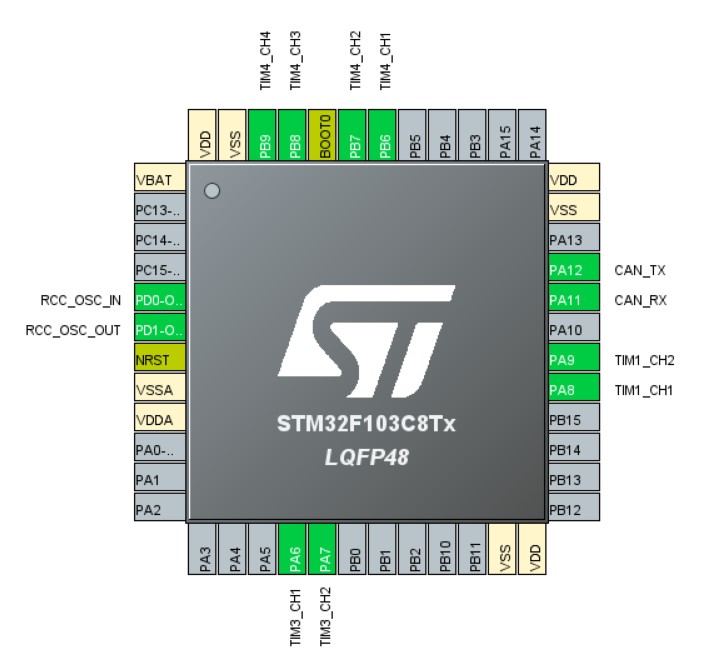 TIM4_CH4
TIM4_CH3
TIM4_CH2
TIM4_CH1
VDD
VSS
PB9
PB8
BOOT0
PB7
PB6
PB5
PB4
PB3
PA15
PA14
VBAT
PC13-..
PC14-..
PC15-..
RCC_OSC_IN PD0-O..
RCC_OSC_OUT PD1-O..
NRST
VSSA
VDDA
PA0-..
PA1
PA2
VDD
VSS
PA13
PA12 CAN_TX
PA11 CAN_RX
PA10
PA9 TIM1_CH2
PA8 TIM1_CH1
PB15
PB14
PB13
PB12
ST
STM32F103C8Tx
LQFP48
PA3
PA4
PA5
PA6
PA7
PB0
PB1
PB2
PB10
PB11
VSS
VDD
TIM3_CH1
TIM3_CH2